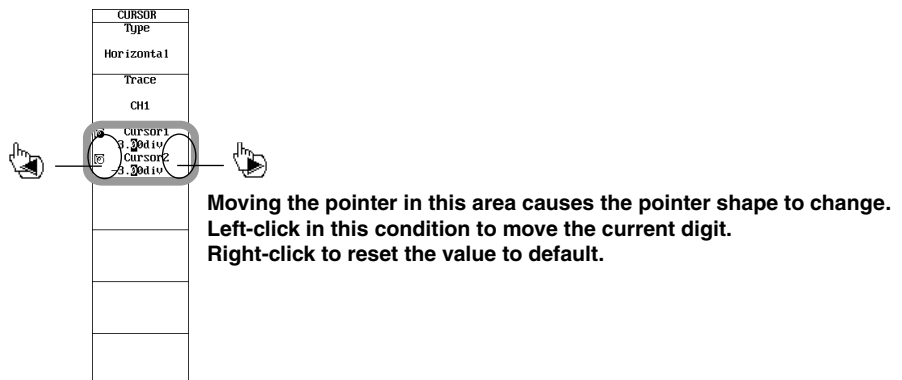 CURSOR
Type
Horizontal
Trace
CH1
Cursor1
3.00div
Cursor2
-3.00div
Moving the pointer in this area causes the pointer shape to change.
Left-click in this condition to move the current digit.
Right-click to reset the value to default.